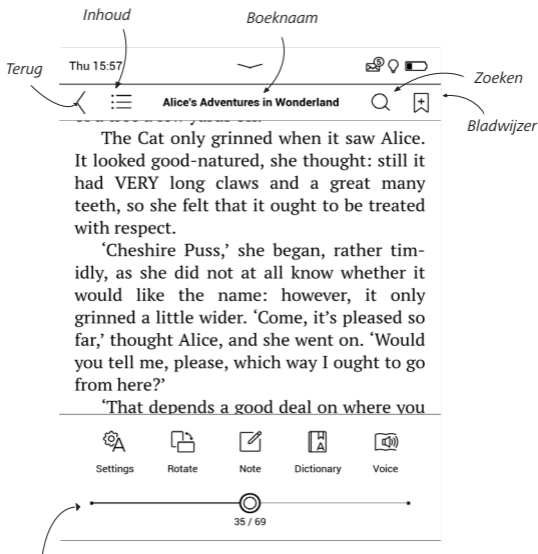 Inhoud
Boeknaam
Terug
Thu 15:57
Zoeken
Alice's Adventures in Wonderland
Bladwijzer
The Cat only grinned when it saw Alice.
It looked good-natured, she thought: still it
had VERY long claws and a great many
teeth, so she felt that it ought to be treated
with respect.
‘Cheshire Puss,’ she began, rather tim-
idly, as she did not at all know whether it
would like the name: however, it only
grinned a little wider. ‘Come, it’s pleased so
far,’ thought Alice, and she went on. ‘Would
you tell me, please, which way I ought to go
from here?’
‘That depends a good deal on where you
Settings Rotate Note Dictionary Voice
35 / 69